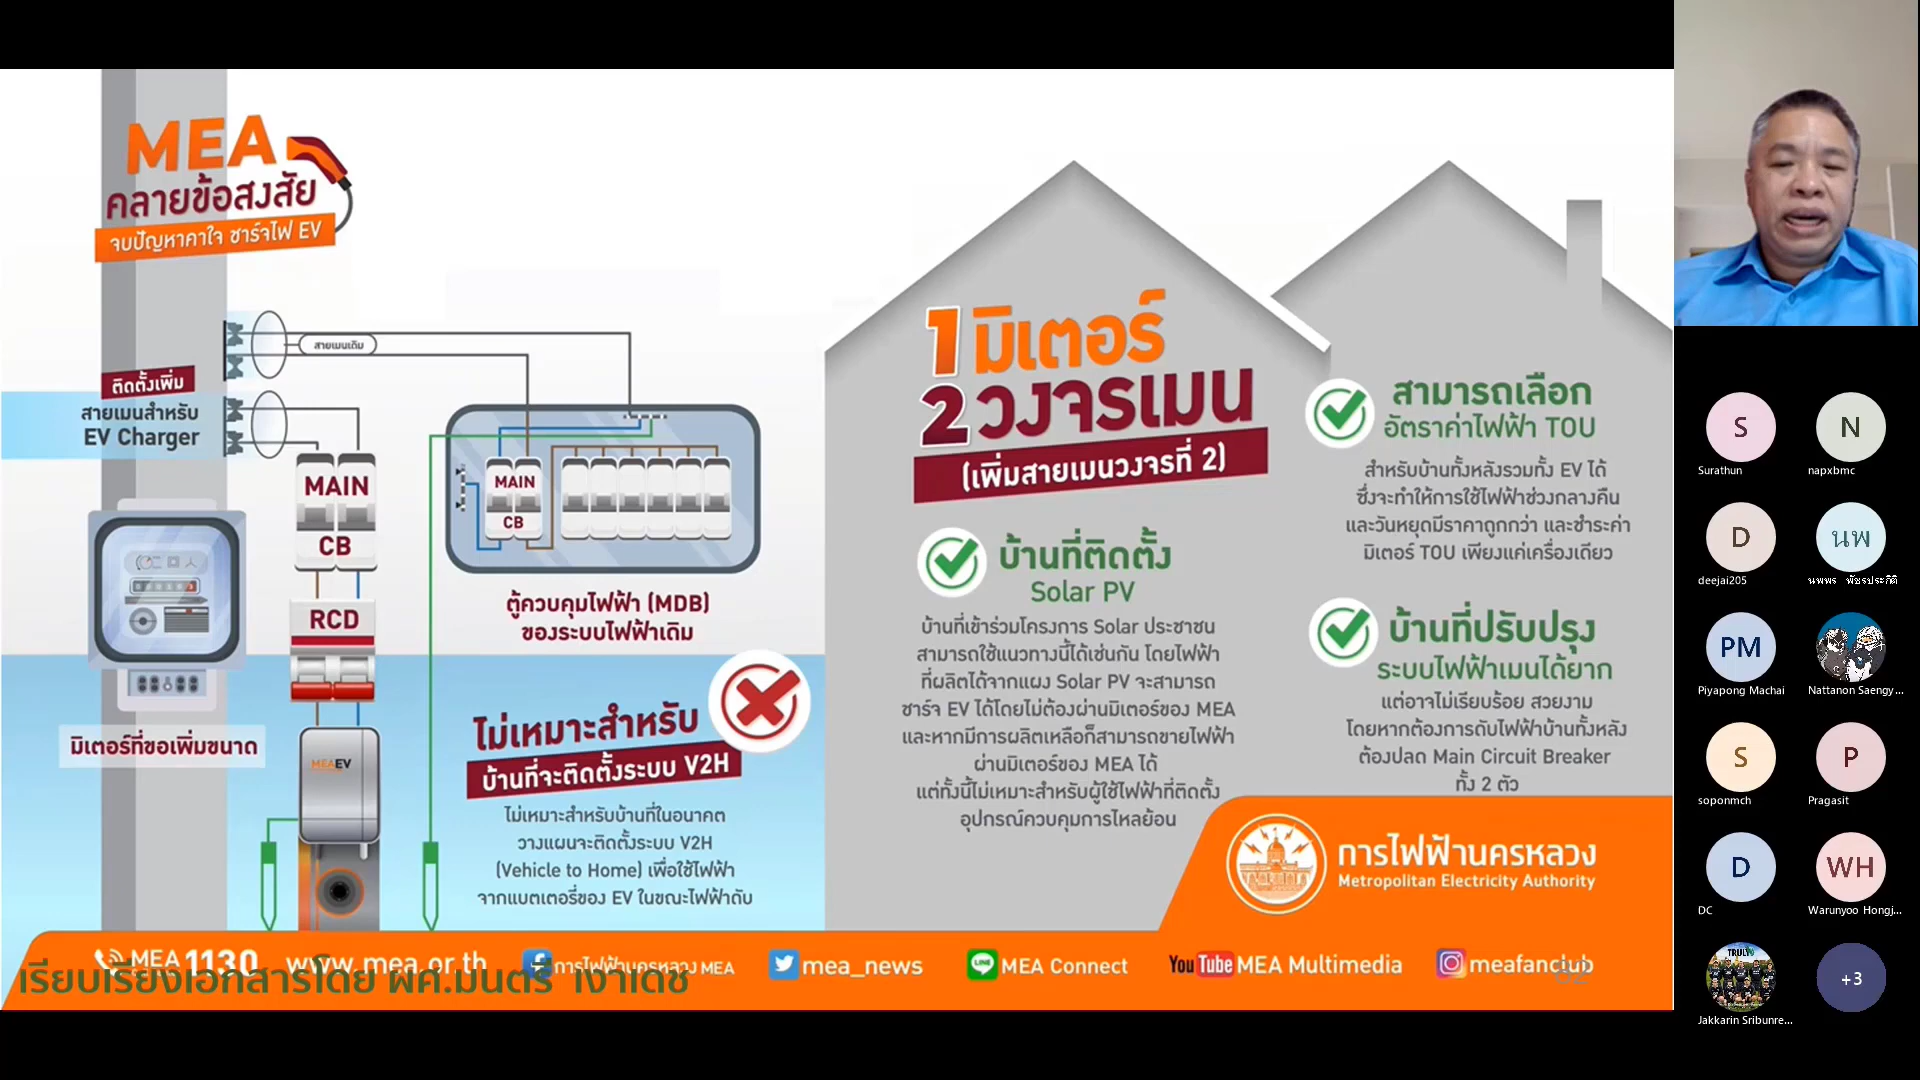 MEA
คลายข้อสงสัย
จบปัญหาคาใจ ชาร์จไฟ EV
สายเมนเดิม
ติดตั้งเพิ่ม
สายเมนสำหรับ
EV Charger
MAIN
CB
RCD
MEAEV
มิเตอร์ที่ขอเพิ่มขนาด
MAIN
CB
ตู้ควบคุมไฟฟ้า (MDB)
ของระบบไฟฟ้าเดิม
ไม่เหมาะสำหรับ
บ้านที่จะติดตั้งระบบ V2H
ไม่เหมาะสำหรับบ้านที่ในอนาคต
วางแผนจะติดตั้งระบบ V2H
(Vehicle to Home) เพื่อใช้ไฟฟ้า
จากแบตเตอรี่ของ EV ในขณะไฟฟ้าดับ
1 มิเตอร์
2 วงจรเมน
(เพิ่มสายเมนวงจรที่ 2)
บ้านที่ติดตั้ง
Solar PV
บ้านที่เข้าร่วมโครงการ Solar ประชาชน
สามารถใช้แนวทางนี้ได้เช่นกัน โดยไฟฟ้า
ที่ผลิตได้จากแผง Solar PV จะสามารถ
ชาร์จ EV ได้โดยไม่ต้องผ่านมิเตอร์ของ MEA
และหากมีการผลิตเหลือก็สามารถขายไฟฟ้า
ผ่านมิเตอร์ของ MEA ได้
แต่ทั้งนี้ไม่เหมาะสำหรับผู้ใช้ไฟฟ้าที่ติดตั้ง
อุปกรณ์ควบคุมการไหลย้อน
สามารถเลือก
อัตราค่าไฟฟ้า TOU
สำหรับบ้านทั้งหลังรวมทั้ง EV ได้
ซึ่งจะทำให้การใช้ไฟฟ้าช่วงกลางคืน
และวันหยุดมีราคาถูกกว่า และชำระค่า
มิเตอร์ TOU เพียงแค่เครื่องเดียว
บ้านที่ปรับปรุง
ระบบไฟฟ้าเมนได้ยาก
แต่อาจไม่เรียบร้อย สวยงาม
โดยหากต้องการดับไฟฟ้าบ้านทั้งหลัง
ต้องปลด Main Circuit Breaker
ทั้ง 2 ตัว
การไฟฟ้านครหลวง
Metropolitan Electricity Authority
MEA 1130 www.mea.or.th การไฟฟ้านครหลวง MEA mea_news LINE MEA Connect YouTube MEA Multimedia meafanclub
เรียบเรียงเอกสารโดย ผศ.มนตรี เงาเดช
S
Surathun
N
napxbmc
D
deejai205
นพ
นพพร พัชรประกิติ
PM
Piyapong Machai
Nattanon Saengy...
S
soponmch
P
Pragasit
D
DC
WH
Warunyoo Hongj...
Jakkarin Sribunre...
+3